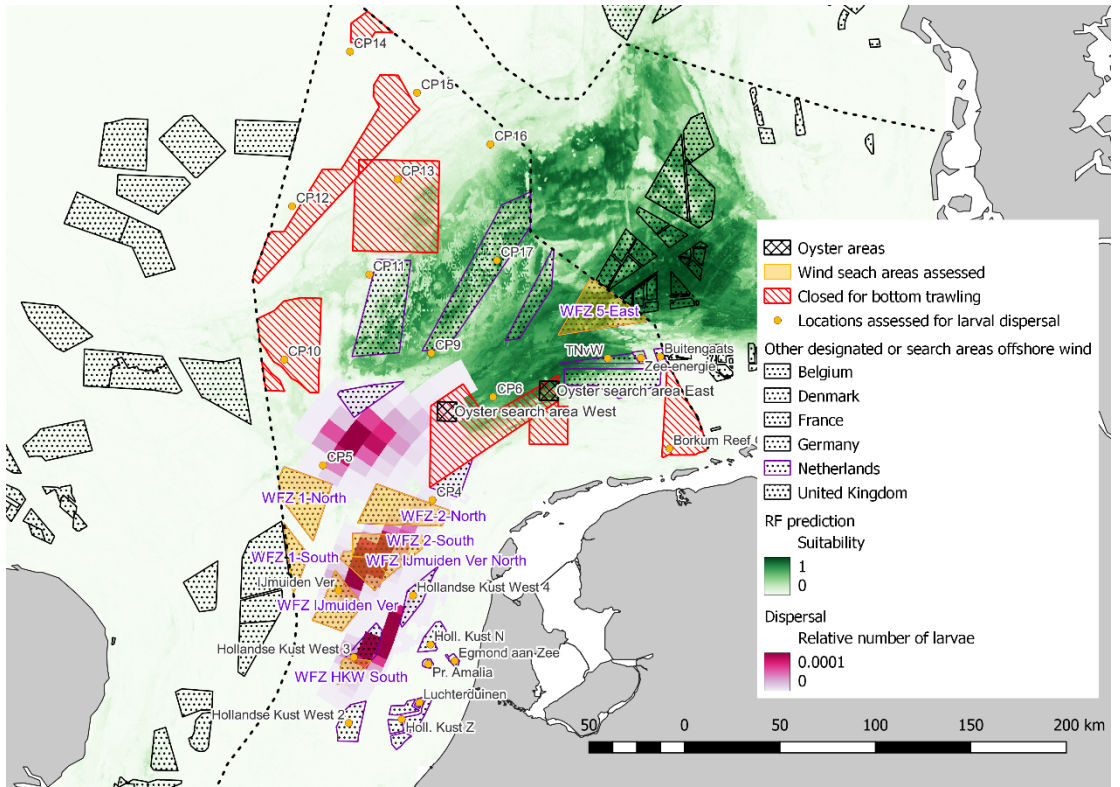 CP14
CP15
CP16
CP13
CP12
CP17
CP11
WFZ 5-East
CP9
TNvW
Buitengaats
Zee-energie
CP10
CP6
Oyster search area East
Oyster search area West
Borkum Reef
CP5
WFZ 1-North
CP4
WFZ-2-North
WFZ 2-South
WFZ 1-South
WFZ IJmuiden Ver North
IJmuiden Ver
Hollandse Kust West 4
WFZ IJmuiden Ver
Holl. Kust N
Hollandse Kust West 3
Egmond aan Zee
Pr. Amalia
WFZ HKW South
Luchterduinen
Hollandse Kust West 2
Holl. Kust Z
Oyster areas
Wind seach areas assessed
Closed for bottom trawling
Locations assessed for larval dispersal
Other designated or search areas offshore wind
Belgium
Denmark
France
Germany
Netherlands
United Kingdom
RF prediction
Suitability
1
0
Dispersal
Relative number of larvae
0.0001
0
50 0 50 100 150 200 km